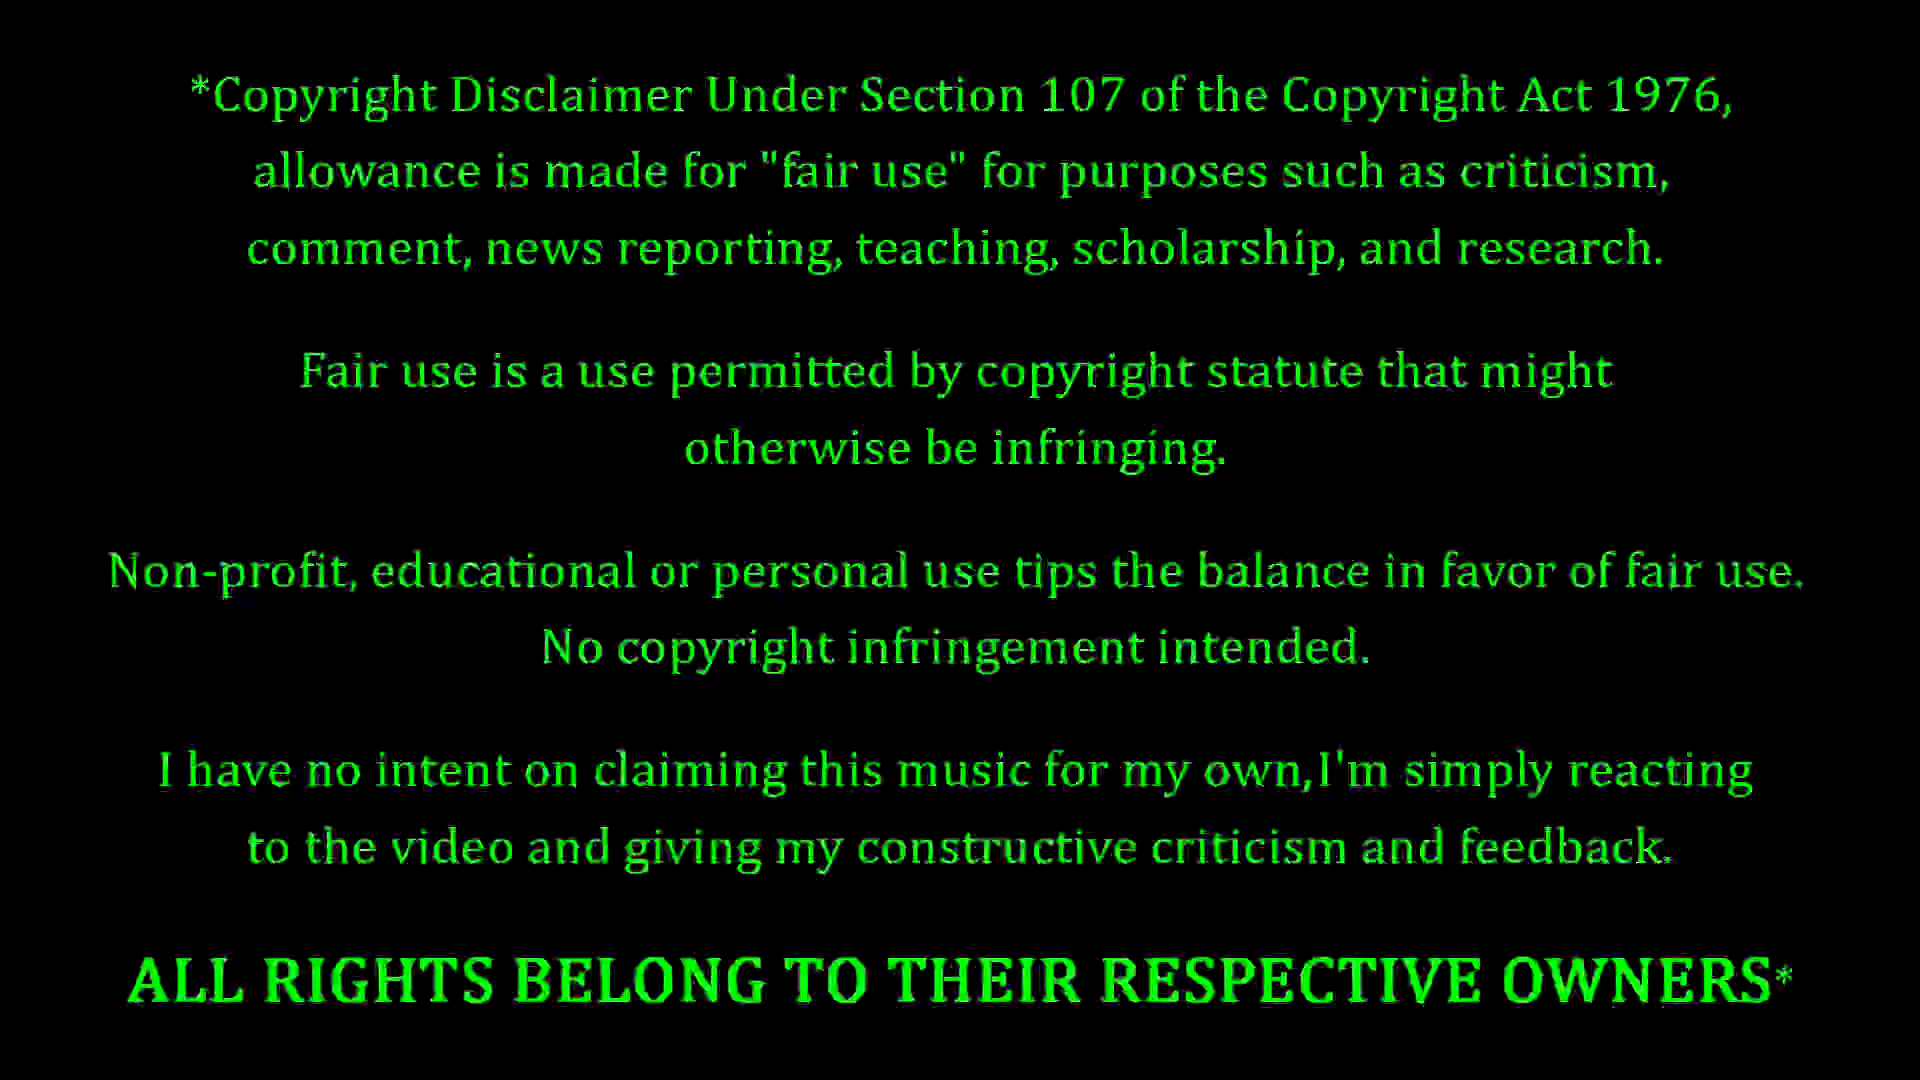 *Copyright Disclaimer Under Section 107 of the Copyright Act 1976,
allowance is made for "fair use" for purposes such as criticism,
comment, news reporting, teaching, scholarship, and research.
Fair use is a use permitted by copyright statute that might
otherwise be infringing.
Non-profit, educational or personal use tips the balance in favor of fair use.
No copyright infringement intended.
I have no intent on claiming this music for my own,I'm simply reacting
to the video and giving my constructive criticism and feedback.
ALL RIGHTS BELONG TO THEIR RESPECTIVE OWNERS*